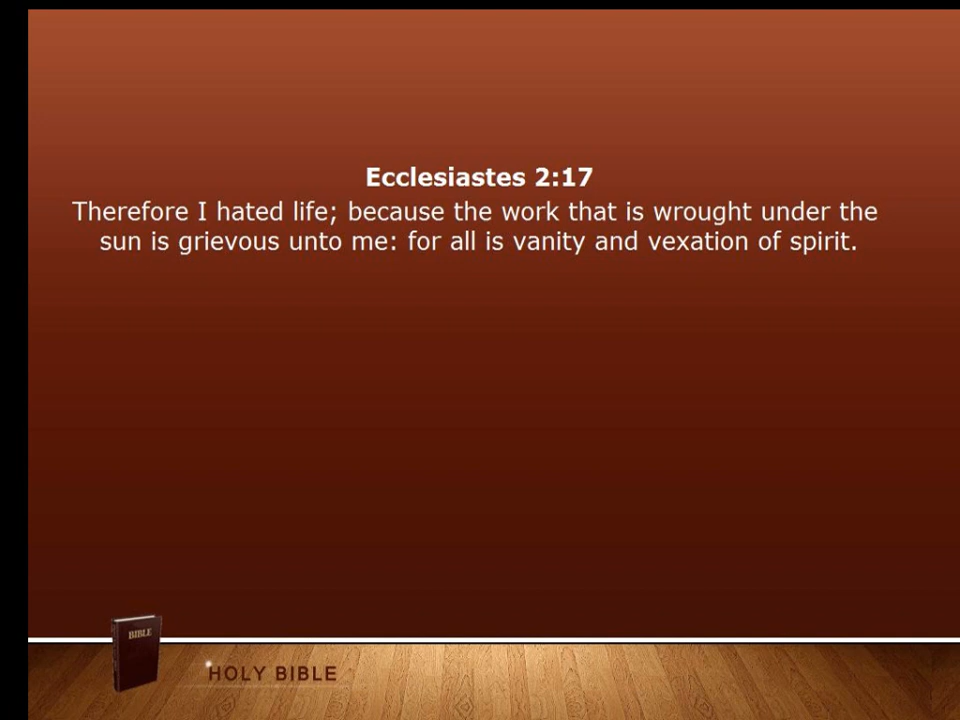 Ecclesiastes 2:17
Therefore I hated life; because the work that is wrought under the
sun is grievous unto me: for all is vanity and vexation of spirit.
BIBLE
HOLY BIBLE